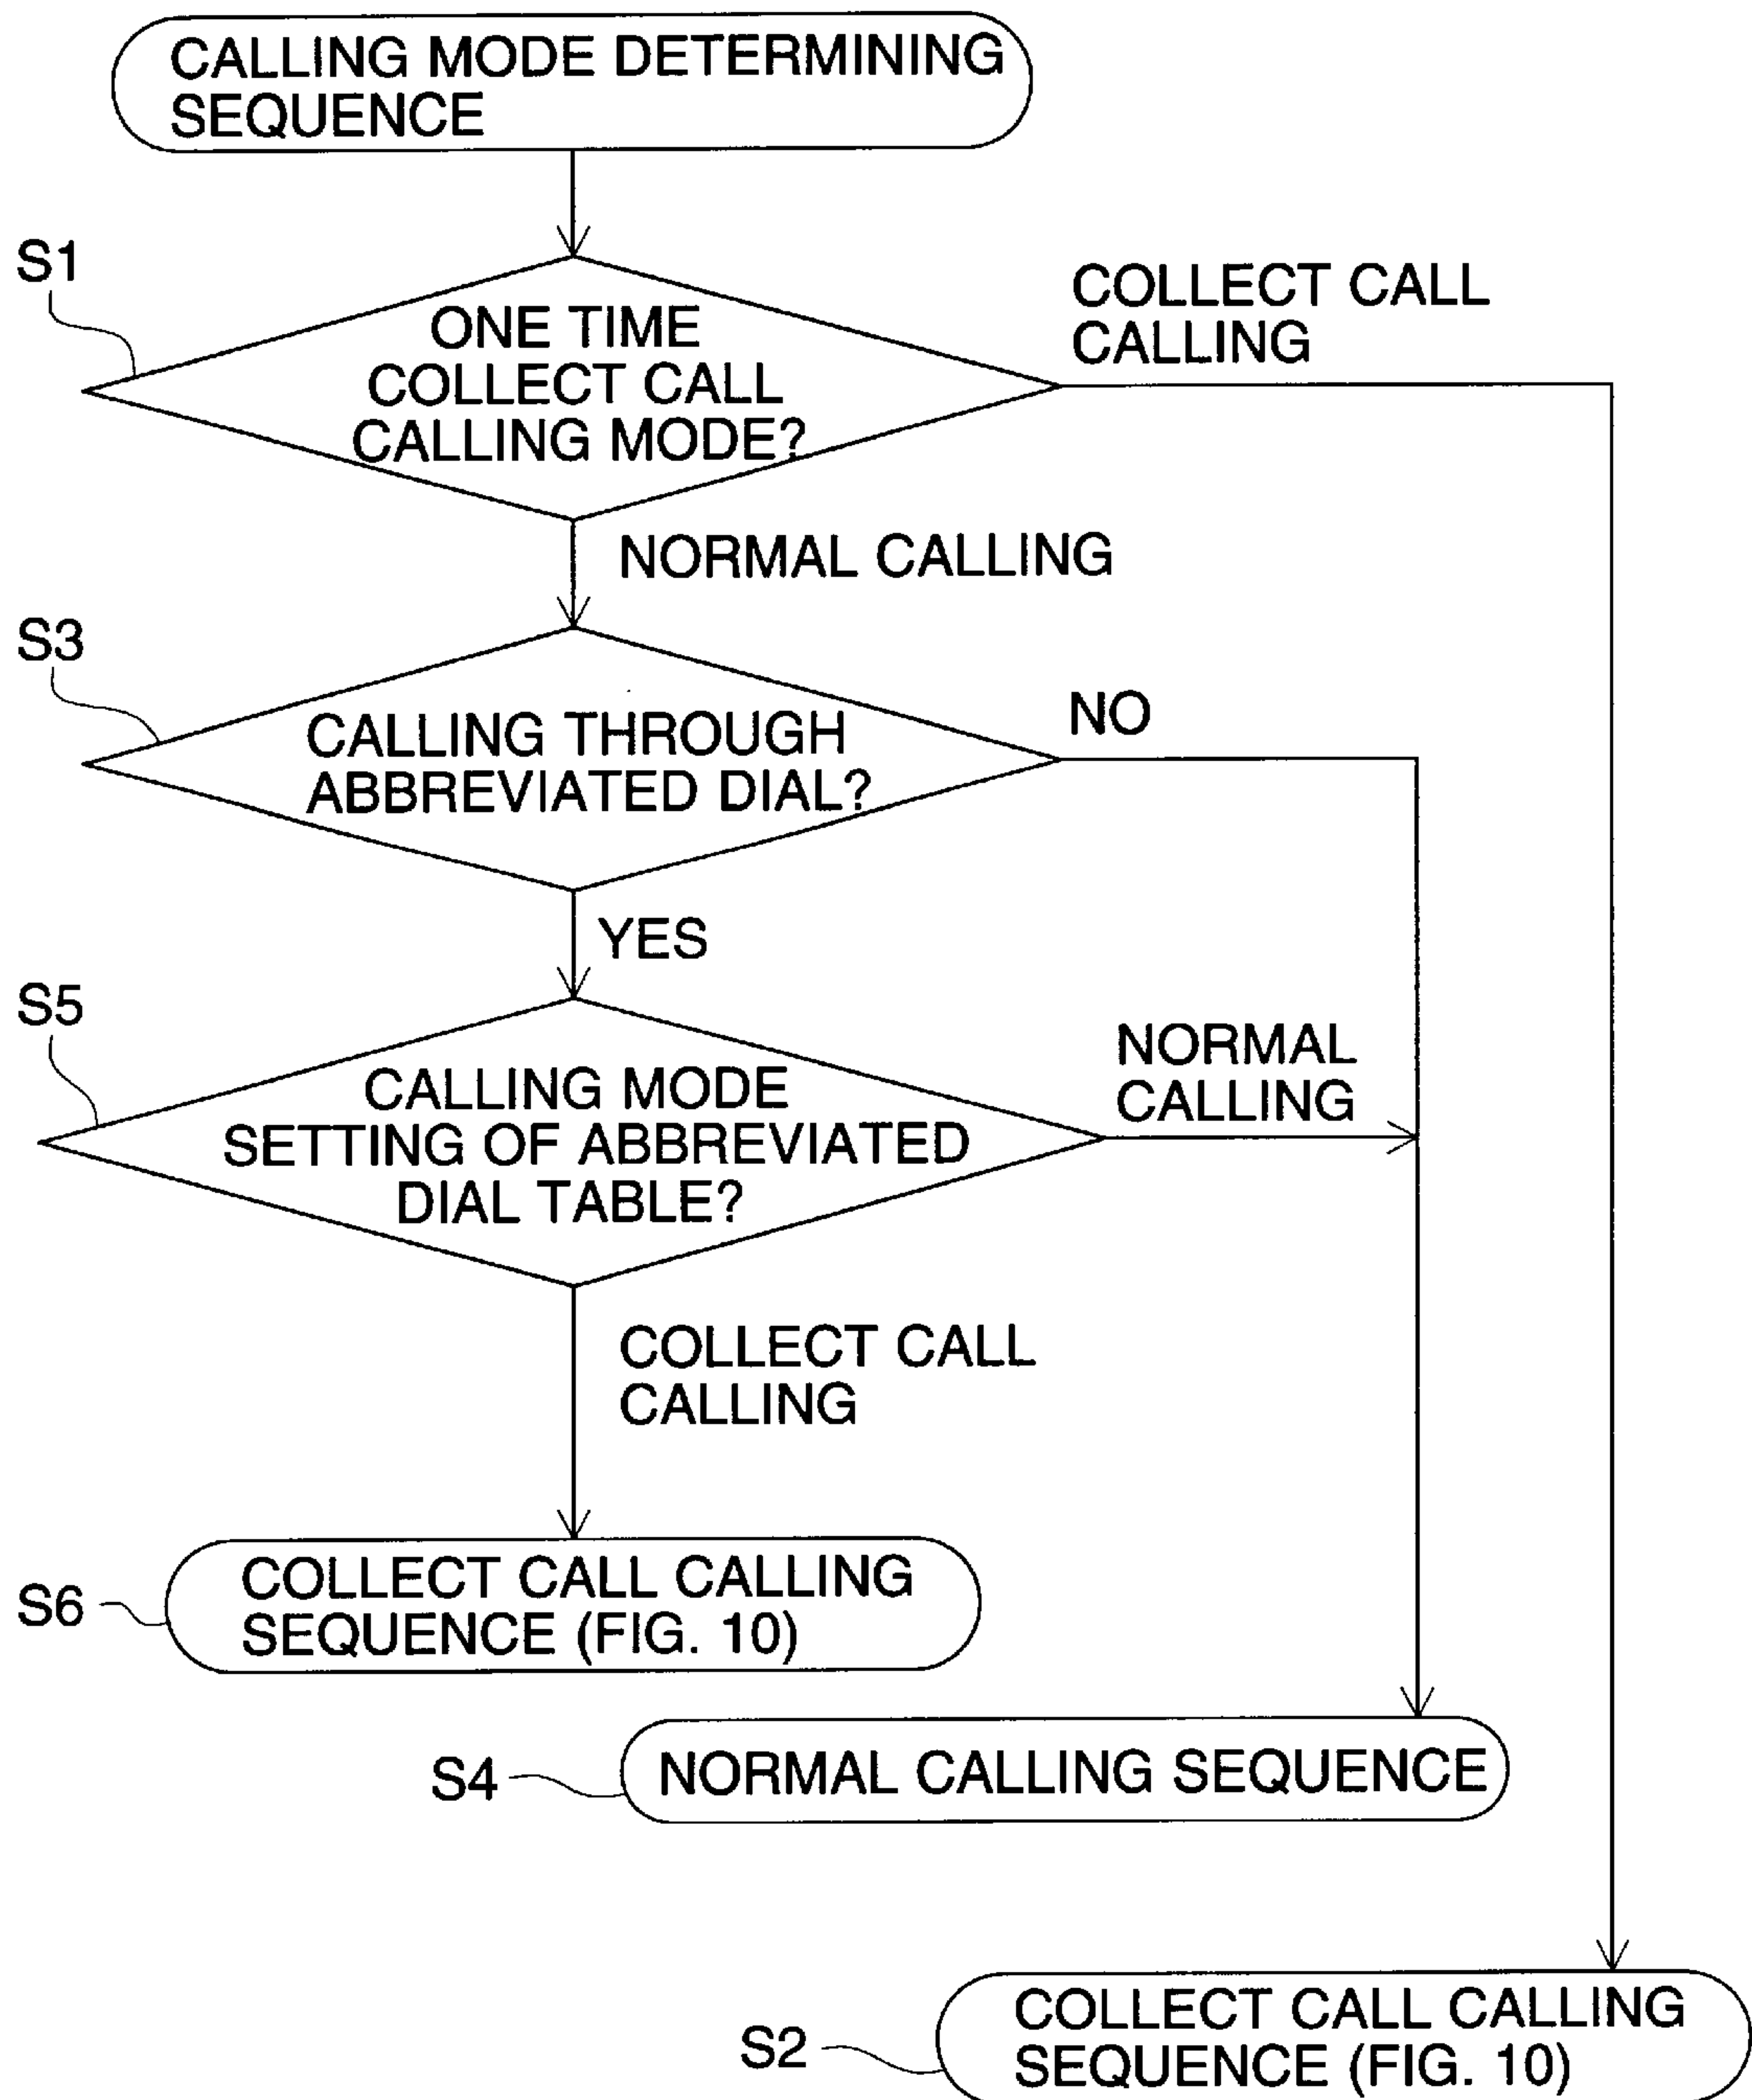 CALLING MODE DETERMINING
SEQUENCE
S1
ONE TIME
COLLECT CALL
CALLING MODE?
COLLECT CALL
CALLING
NORMAL CALLING
S3
CALLING THROUGH
ABBREVIATED DIAL?
NO
YES
S5
CALLING MODE
SETTING OF ABBREVIATED
DIAL TABLE?
NORMAL
CALLING
COLLECT CALL
CALLING
S6
COLLECT CALL CALLING
SEQUENCE (FIG. 10)
S4
NORMAL CALLING SEQUENCE
S2
COLLECT CALL CALLING
SEQUENCE (FIG. 10)